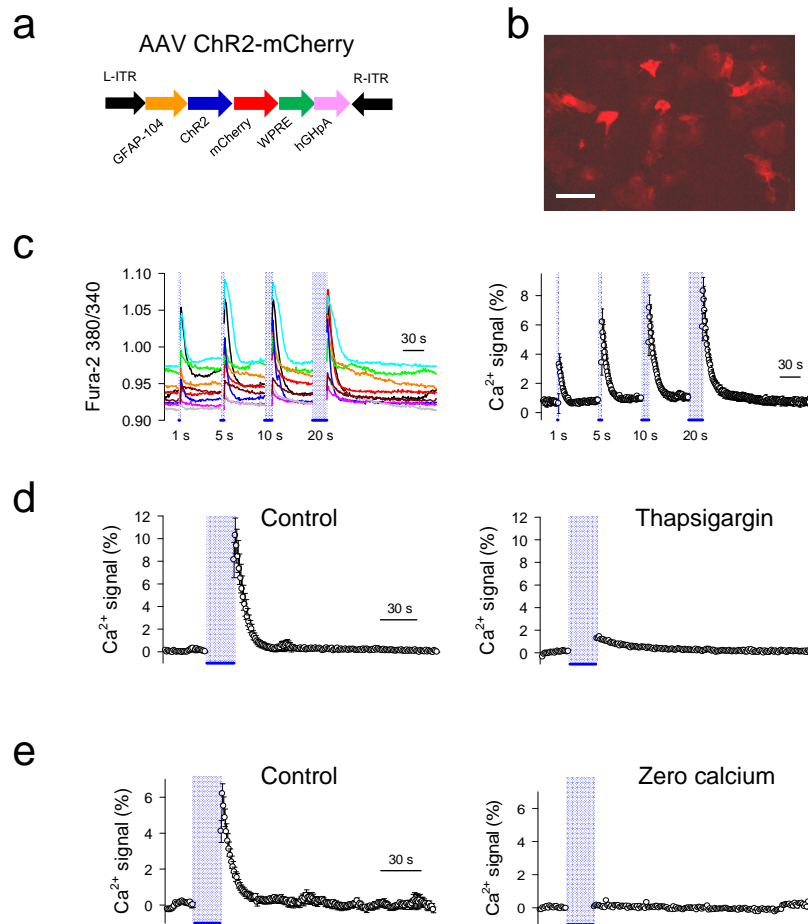 a
AAV ChR2-mCherry
L-ITR
R-ITR
GFAP-104
ChR2
mCherry
WPRE
hGHpA
b
c
Fura-2 380/340
1.10
1.05
1.00
0.95
0.90
30 s
1 s
5 s
10 s
20 s
Ca2+ signal (%)
8
6
4
2
0
30 s
1 s
5 s
10 s
20 s
d
Control
Ca2+ signal (%)
12
10
8
6
4
2
0
30 s
Thapsigargin
Ca2+ signal (%)
12
10
8
6
4
2
0
e
Control
Ca2+ signal (%)
6
4
2
0
30 s
Zero calcium
Ca2+ signal (%)
6
4
2
0